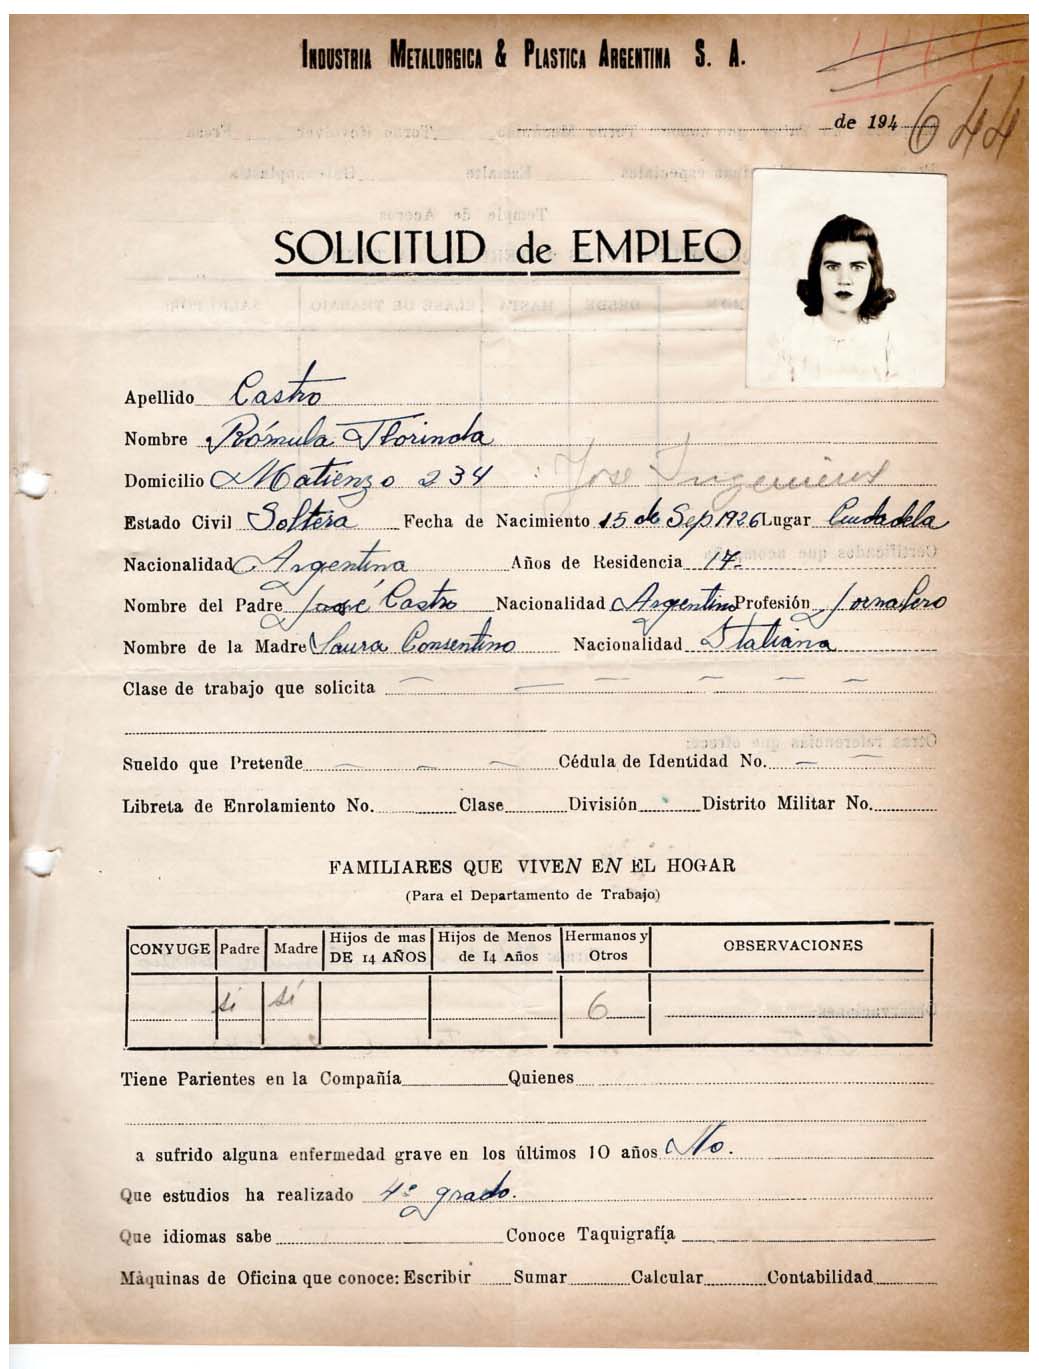 INDUSTRIA METALURGICA & PLASTICA ARGENTINA S. A.
de 194
644
SOLICITUD de EMPLEO
Apellido Castro
Nombre Rómula Florinda
Domicilio Matienzo 234 : José Ingenieros
Estado Civil Soltera Fecha de Nacimiento 15 de Sep 1926 Lugar Ciudadela
Nacionalidad Argentina Años de Residencia 17-
Nombre del Padre José Castro Nacionalidad Argentino Profesión Jornalero
Nombre de la Madre Laura Consentino Nacionalidad Italiana
Clase de trabajo que solicita — — — — — —
Sueldo que Pretende — — — Cédula de Identidad No. — —
Libreta de Enrolamiento No. Clase División Distrito Militar No.
FAMILIARES QUE VIVEN EN EL HOGAR
(Para el Departamento de Trabajo)
CONYUGE Padre Madre Hijos de mas DE 14 AÑOS Hijos de Menos de 14 Años Hermanos y Otros OBSERVACIONES
si sí 6
Tiene Parientes en la Compañía Quienes
a sufrido alguna enfermedad grave en los últimos 10 años No.
Que estudios ha realizado 4º grado.
Que idiomas sabe Conoce Taquigrafía
Máquinas de Oficina que conoce: Escribir Sumar Calcular Contabilidad